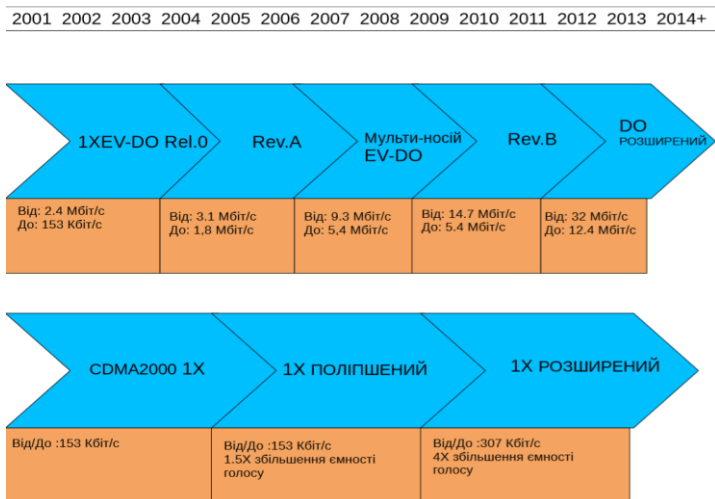 2001 2002 2003 2004 2005 2006 2007 2008 2009 2010 2011 2012 2013 2014+
1XEV-DO Rel.0
Rev.A
Мульти-носій
EV-DO
Rev.B
DO
РОЗШИРЕНИЙ
Від: 2.4 Мбіт/с
До: 153 Кбіт/с
Від: 3.1 Мбіт/с
До: 1,8 Мбіт/с
Від: 9.3 Мбіт/с
До: 5,4 Мбіт/с
Від: 14.7 Мбіт/с
До: 5.4 Мбіт/с
Від: 32 Мбіт/с
До: 12.4 Мбіт/с
CDMA2000 1X
1X ПОЛІПШЕНИЙ
1X РОЗШИРЕНИЙ
Від/До :153 Кбіт/с
Від/До :153 Кбіт/с
1.5X збільшення ємності
голосу
Від/До :307 Кбіт/с
4X збільшення ємності
голосу